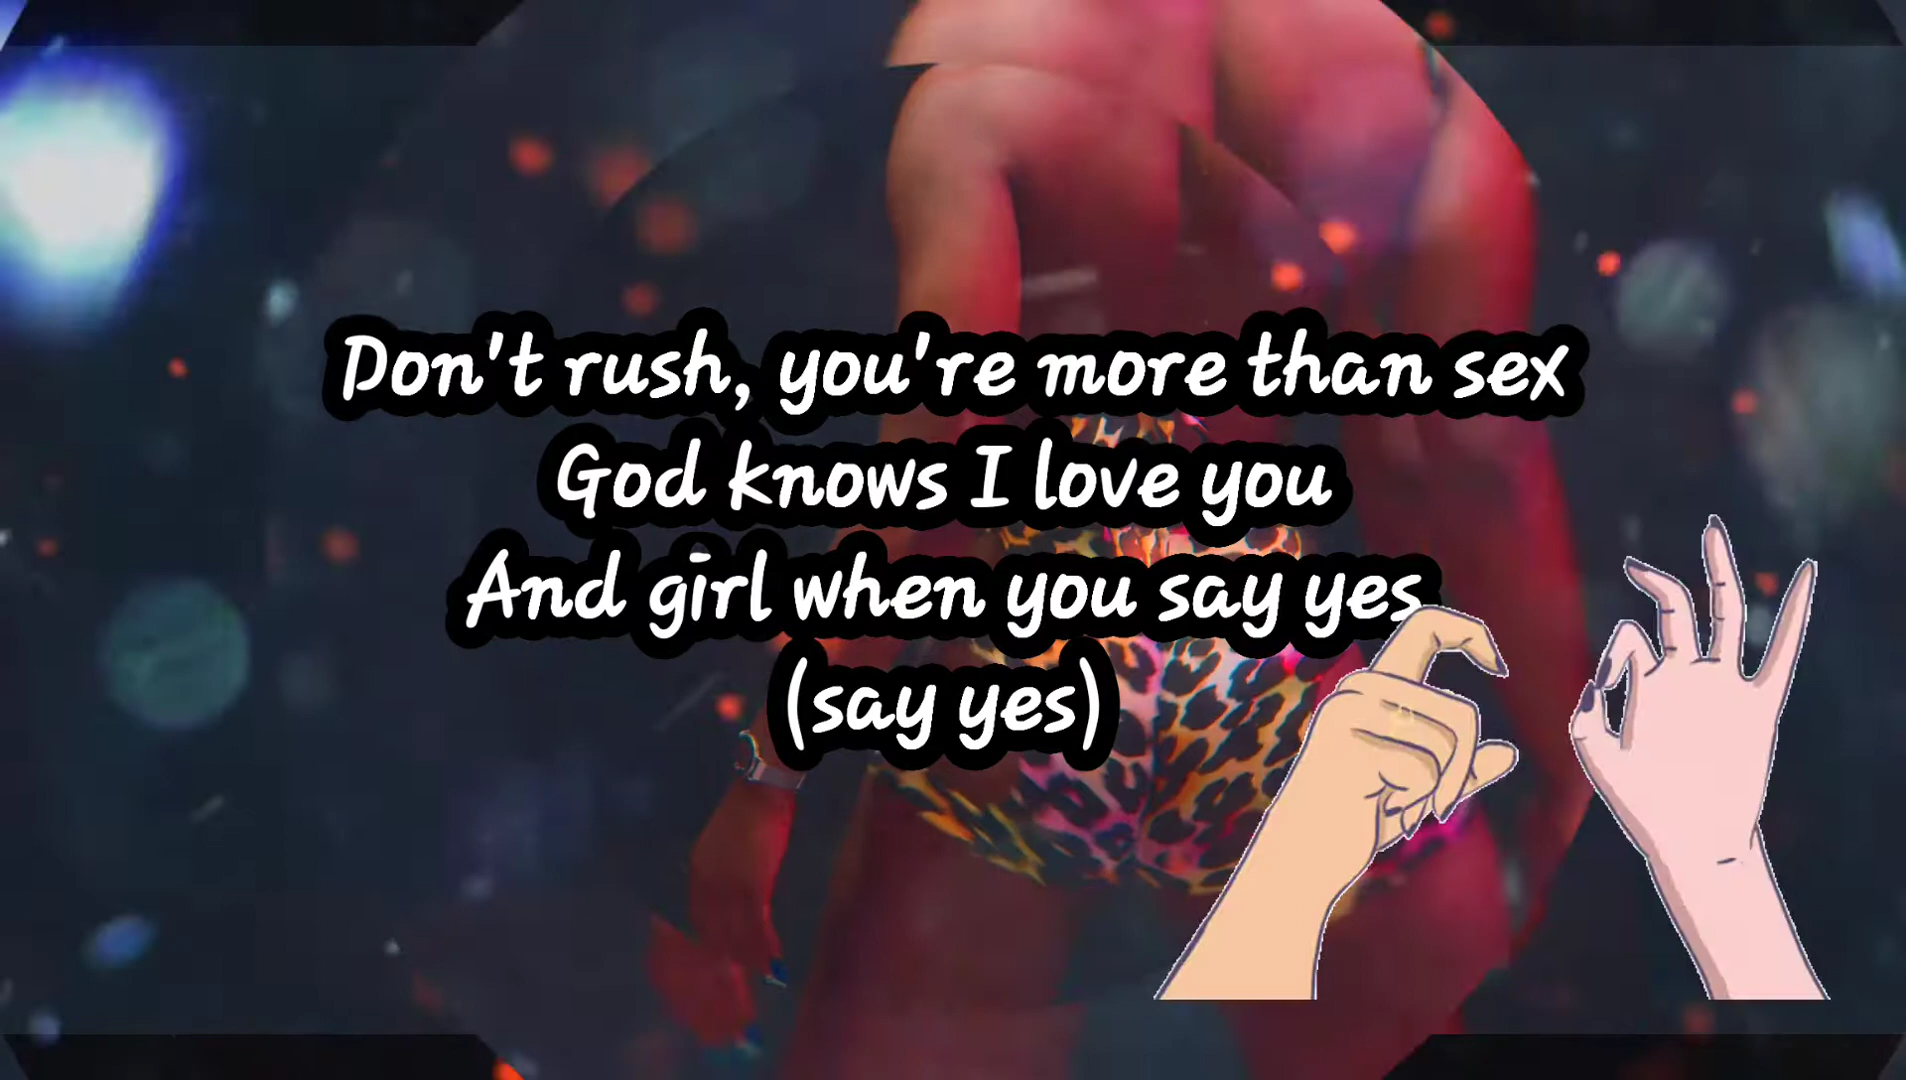 Don't rush, you're more than sex
God knows I love you
And girl when you say yes
(say yes)